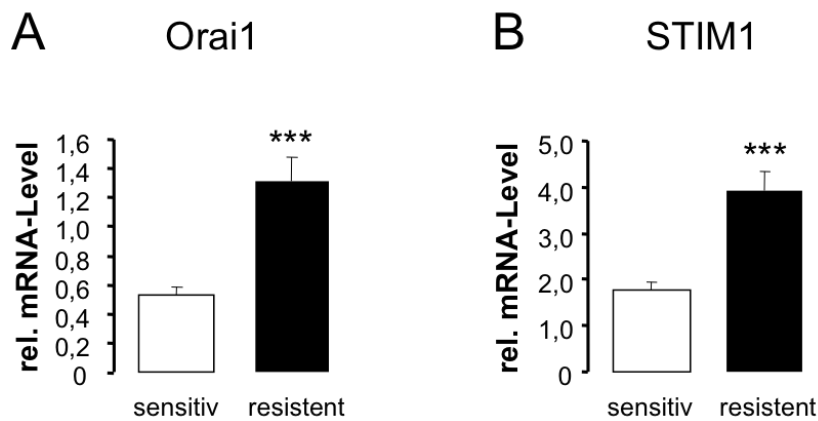 A
Orai1
rel. mRNA-Level
1,6
1,4
1,2
1,0
0,8
0,6
0,4
0,2
0
***
sensitiv
resistent
B
STIM1
rel. mRNA-Level
5,0
4,0
3,0
2,0
1,0
0
***
sensitiv
resistent